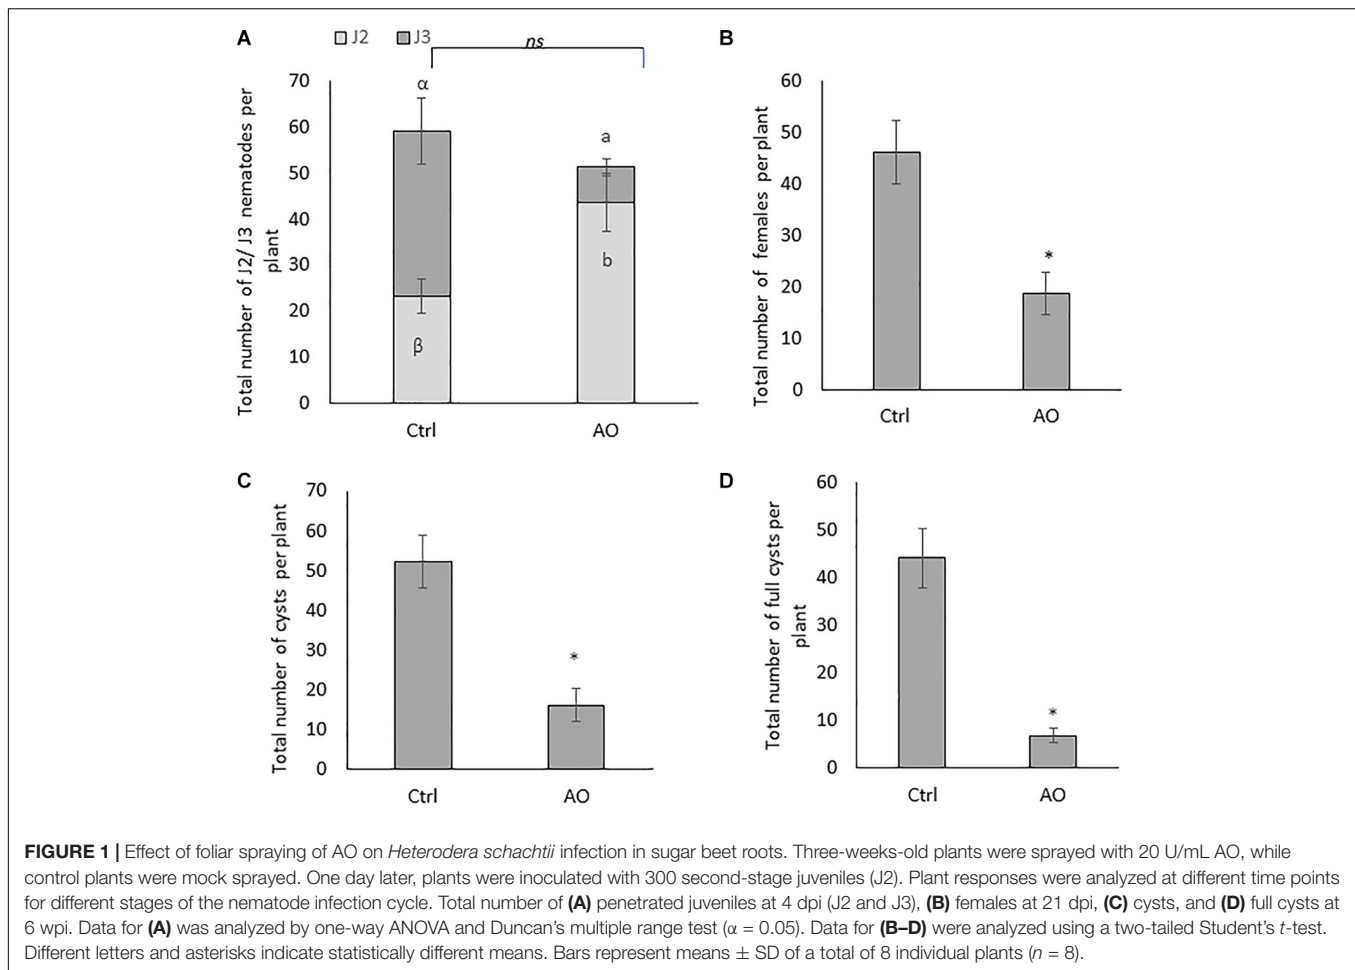 A
J2 J3
ns
Total number of J2/ J3 nematodes per
plant
70
60
50
40
30
20
10
0
α
β
a
b
Ctrl AO
B
Total number of females per plant
60
50
40
30
20
10
0
*
Ctrl AO
C
Total number of cysts per plant
70
60
50
40
30
20
10
0
*
Ctrl AO
D
Total number of full cysts per
plant
60
50
40
30
20
10
0
*
Ctrl AO
FIGURE 1 | Effect of foliar spraying of AO on Heterodera schachtii infection in sugar beet roots. Three-weeks-old plants were sprayed with 20 U/mL AO, while
control plants were mock sprayed. One day later, plants were inoculated with 300 second-stage juveniles (J2). Plant responses were analyzed at different time points
for different stages of the nematode infection cycle. Total number of (A) penetrated juveniles at 4 dpi (J2 and J3), (B) females at 21 dpi, (C) cysts, and (D) full cysts at
6 wpi. Data for (A) was analyzed by one-way ANOVA and Duncan's multiple range test (α = 0.05). Data for (B–D) were analyzed using a two-tailed Student's t-test.
Different letters and asterisks indicate statistically different means. Bars represent means ± SD of a total of 8 individual plants (n = 8).